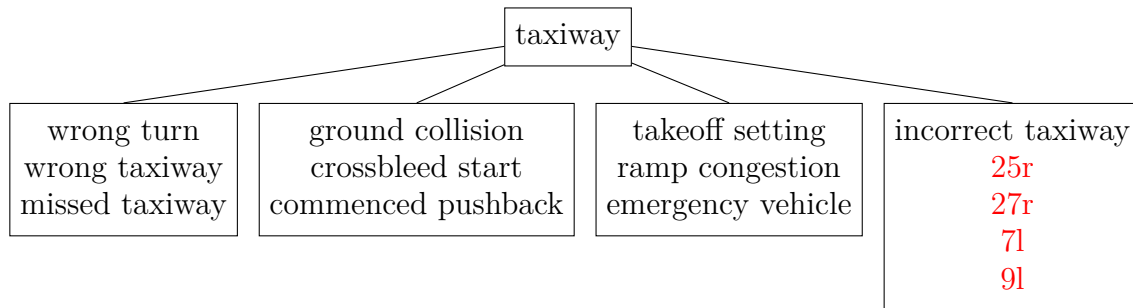 taxiway
wrong turn
wrong taxiway
missed taxiway
ground collision
crossbleed start
commenced pushback
takeoff setting
ramp congestion
emergency vehicle
incorrect taxiway
25r
27r
7l
9l